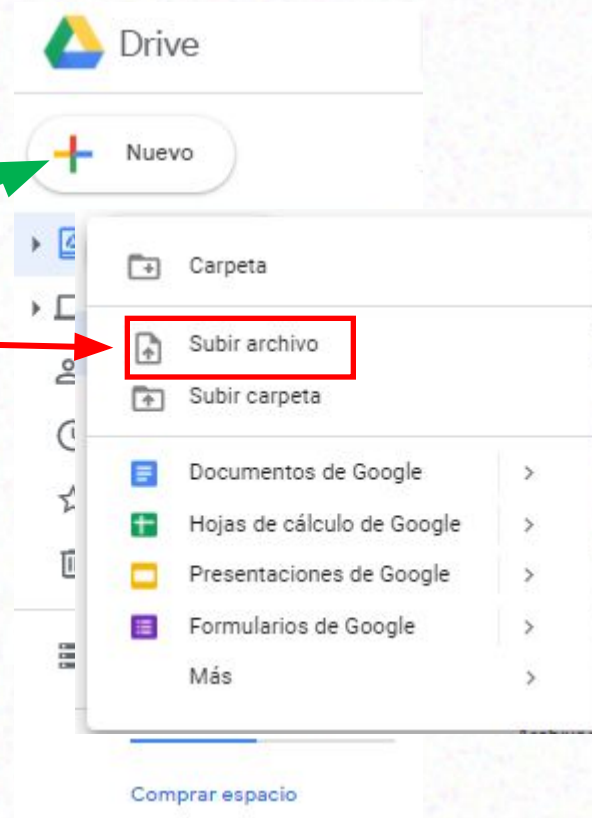 Drive
Nuevo
Carpeta
Subir archivo
Subir carpeta
Documentos de Google
Hojas de cálculo de Google
Presentaciones de Google
Formularios de Google
Más
Comprar espacio